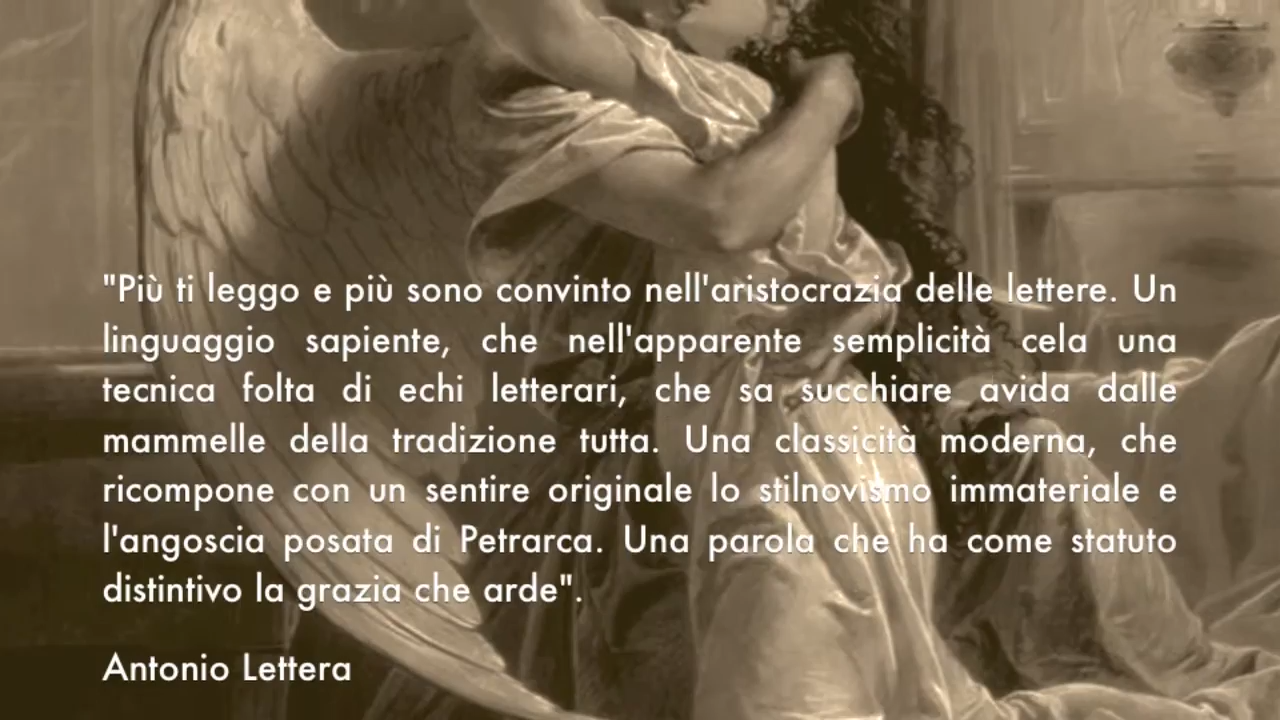 "Più ti leggo e più sono convinto nell'aristocrazia delle lettere. Un
linguaggio sapiente, che nell'apparente semplicità cela una
tecnica folta di echi letterari, che sa succhiare avida dalle
mammelle della tradizione tutta. Una classicità moderna, che
ricompone con un sentire originale lo stilnovismo immateriale e
l'angoscia posata di Petrarca. Una parola che ha come statuto
distintivo la grazia che arde".
Antonio Lettera